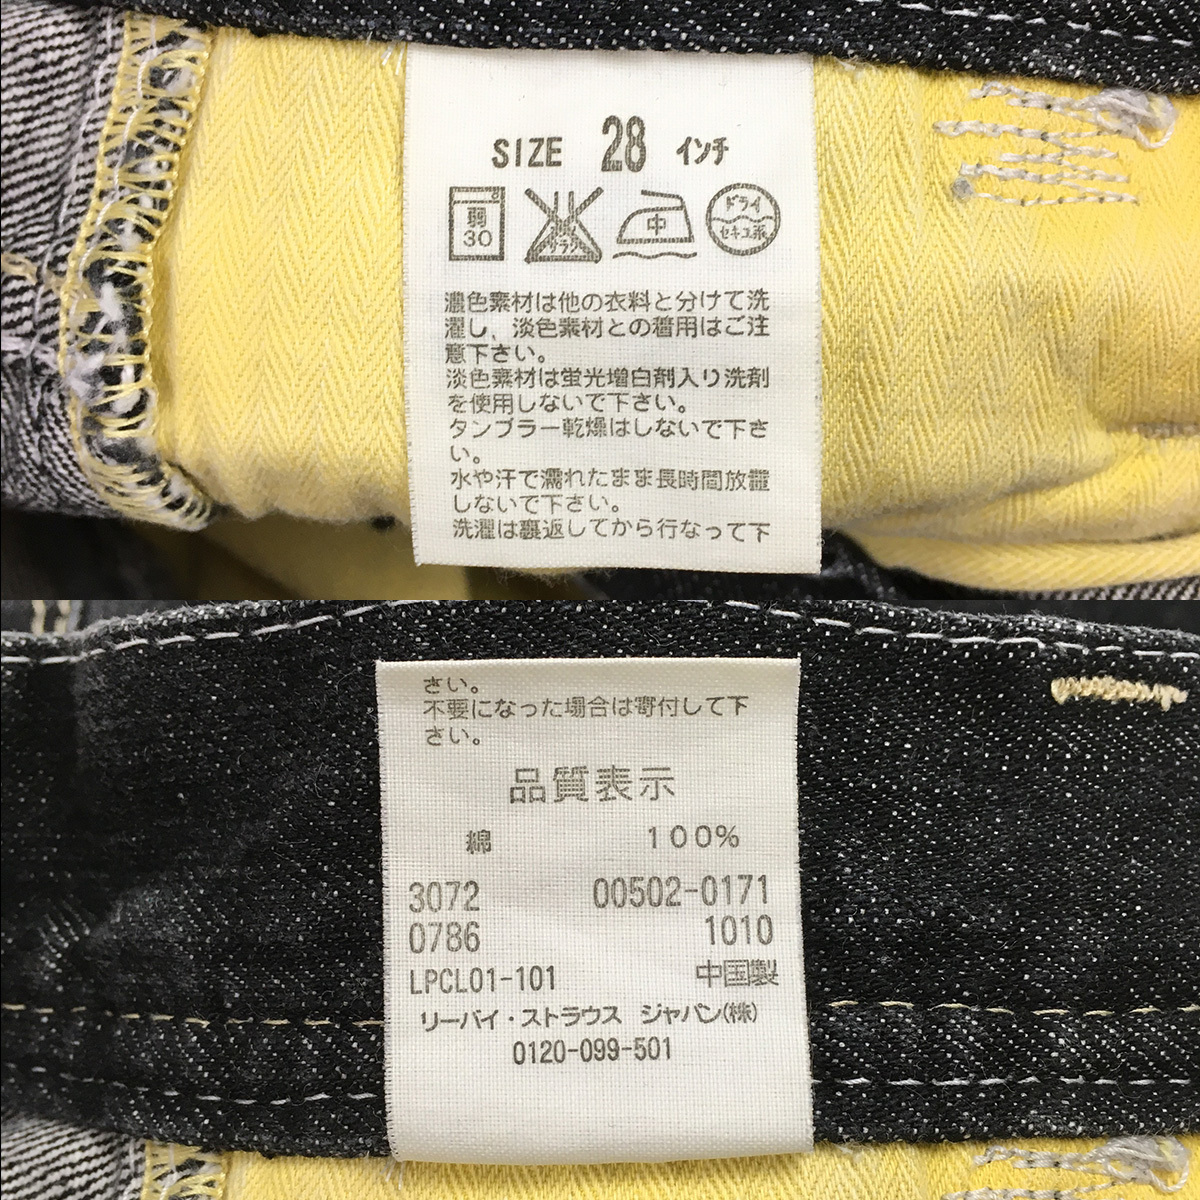 SIZE 28 インチ
弱 30 エンソ サラシ 中 ドライ セキユ系
濃色素材は他の衣料と分けて洗
濯し、淡色素材との着用はご注
意下さい。
淡色素材は蛍光増白剤入り洗剤
を使用しないで下さい。
タンブラー乾燥はしないで下さ
い。
水や汗で濡れたまま長時間放置
しないで下さい。
洗濯は裏返してから行なって下
さい。
不要になった場合は寄付して下
さい。
品質表示
綿 100%
3072 00502-0171
0786 1010
LPCL01-101 中国製
リーバイ・ストラウス ジャパン(株)
0120-099-501